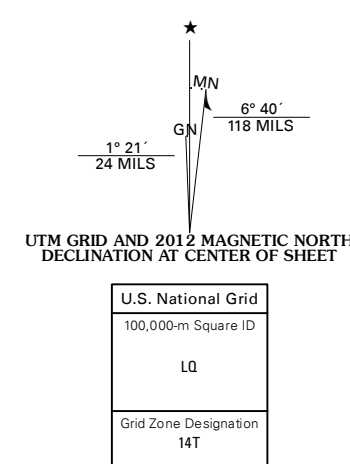 ★
MN
GN
6° 40´
118 MILS
1° 21´
24 MILS
UTM GRID AND 2012 MAGNETIC NORTH
DECLINATION AT CENTER OF SHEET
U.S. National Grid
100,000-m Square ID
LQ
Grid Zone Designation
14T